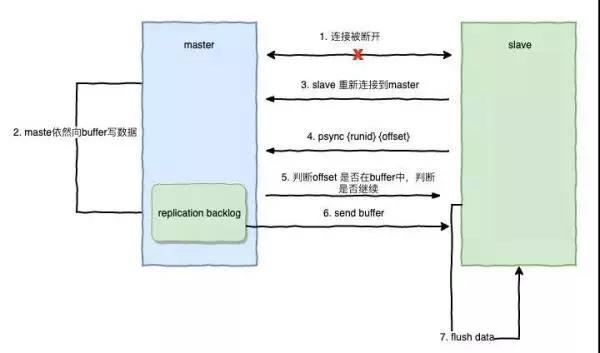 1. 连接被断开
master
slave
3. slave 重新连接到master
2. maste依然向buffer写数据
4. psync {runid} {offset}
5. 判断offset 是否在buffer中，判断
是否继续
replication backlog
6. send buffer
7. flush data